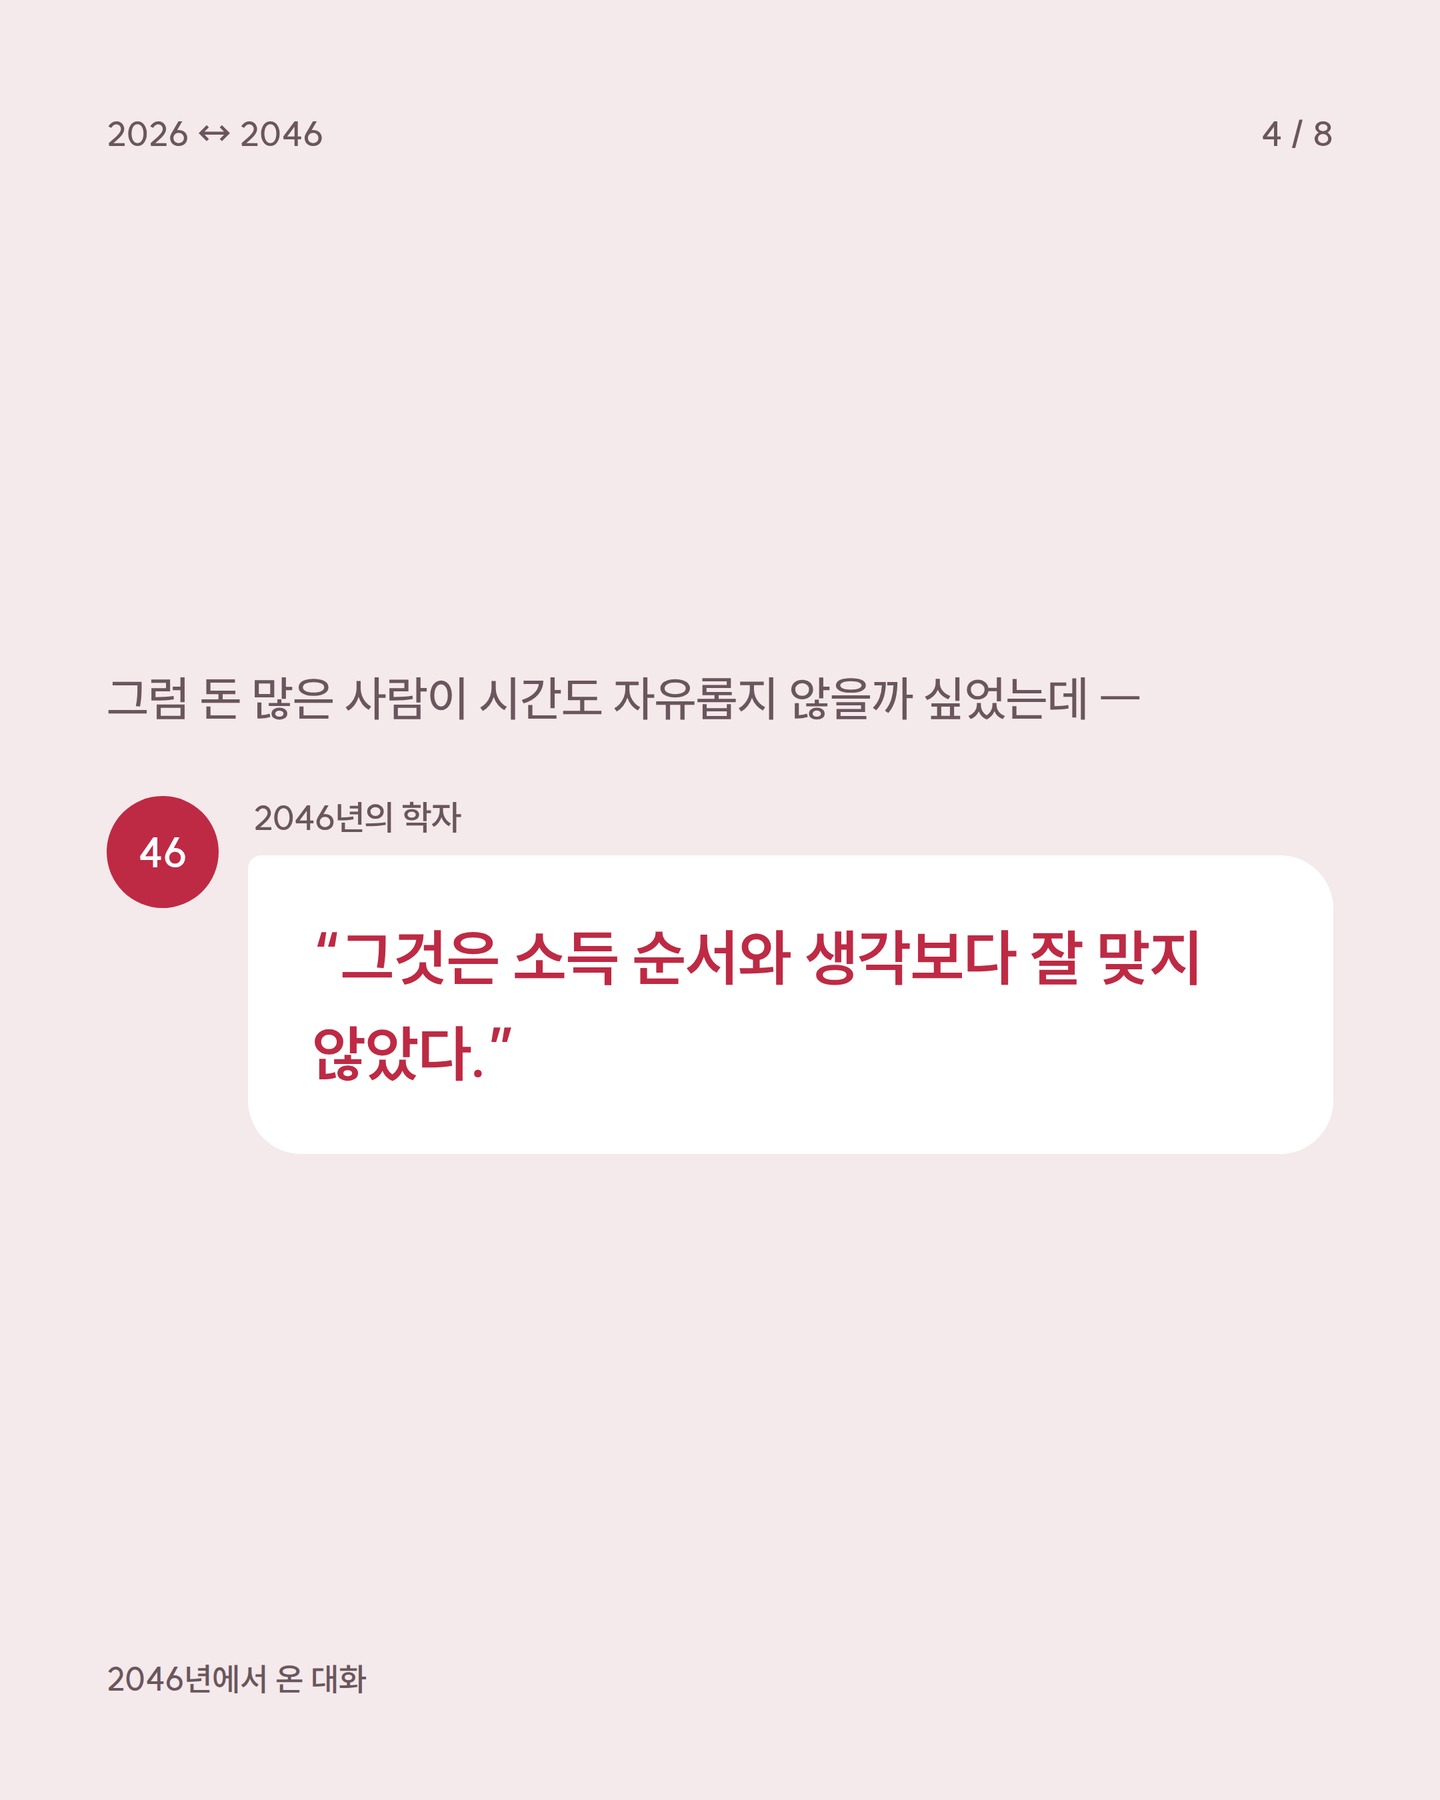 2026 ↔ 2046
4 / 8
그럼 돈 많은 사람이 시간도 자유롭지 않을까 싶었는데 —
46
2046년의 학자
“그것은 소득 순서와 생각보다 잘 맞지
않았다.”
2046년에서 온 대화